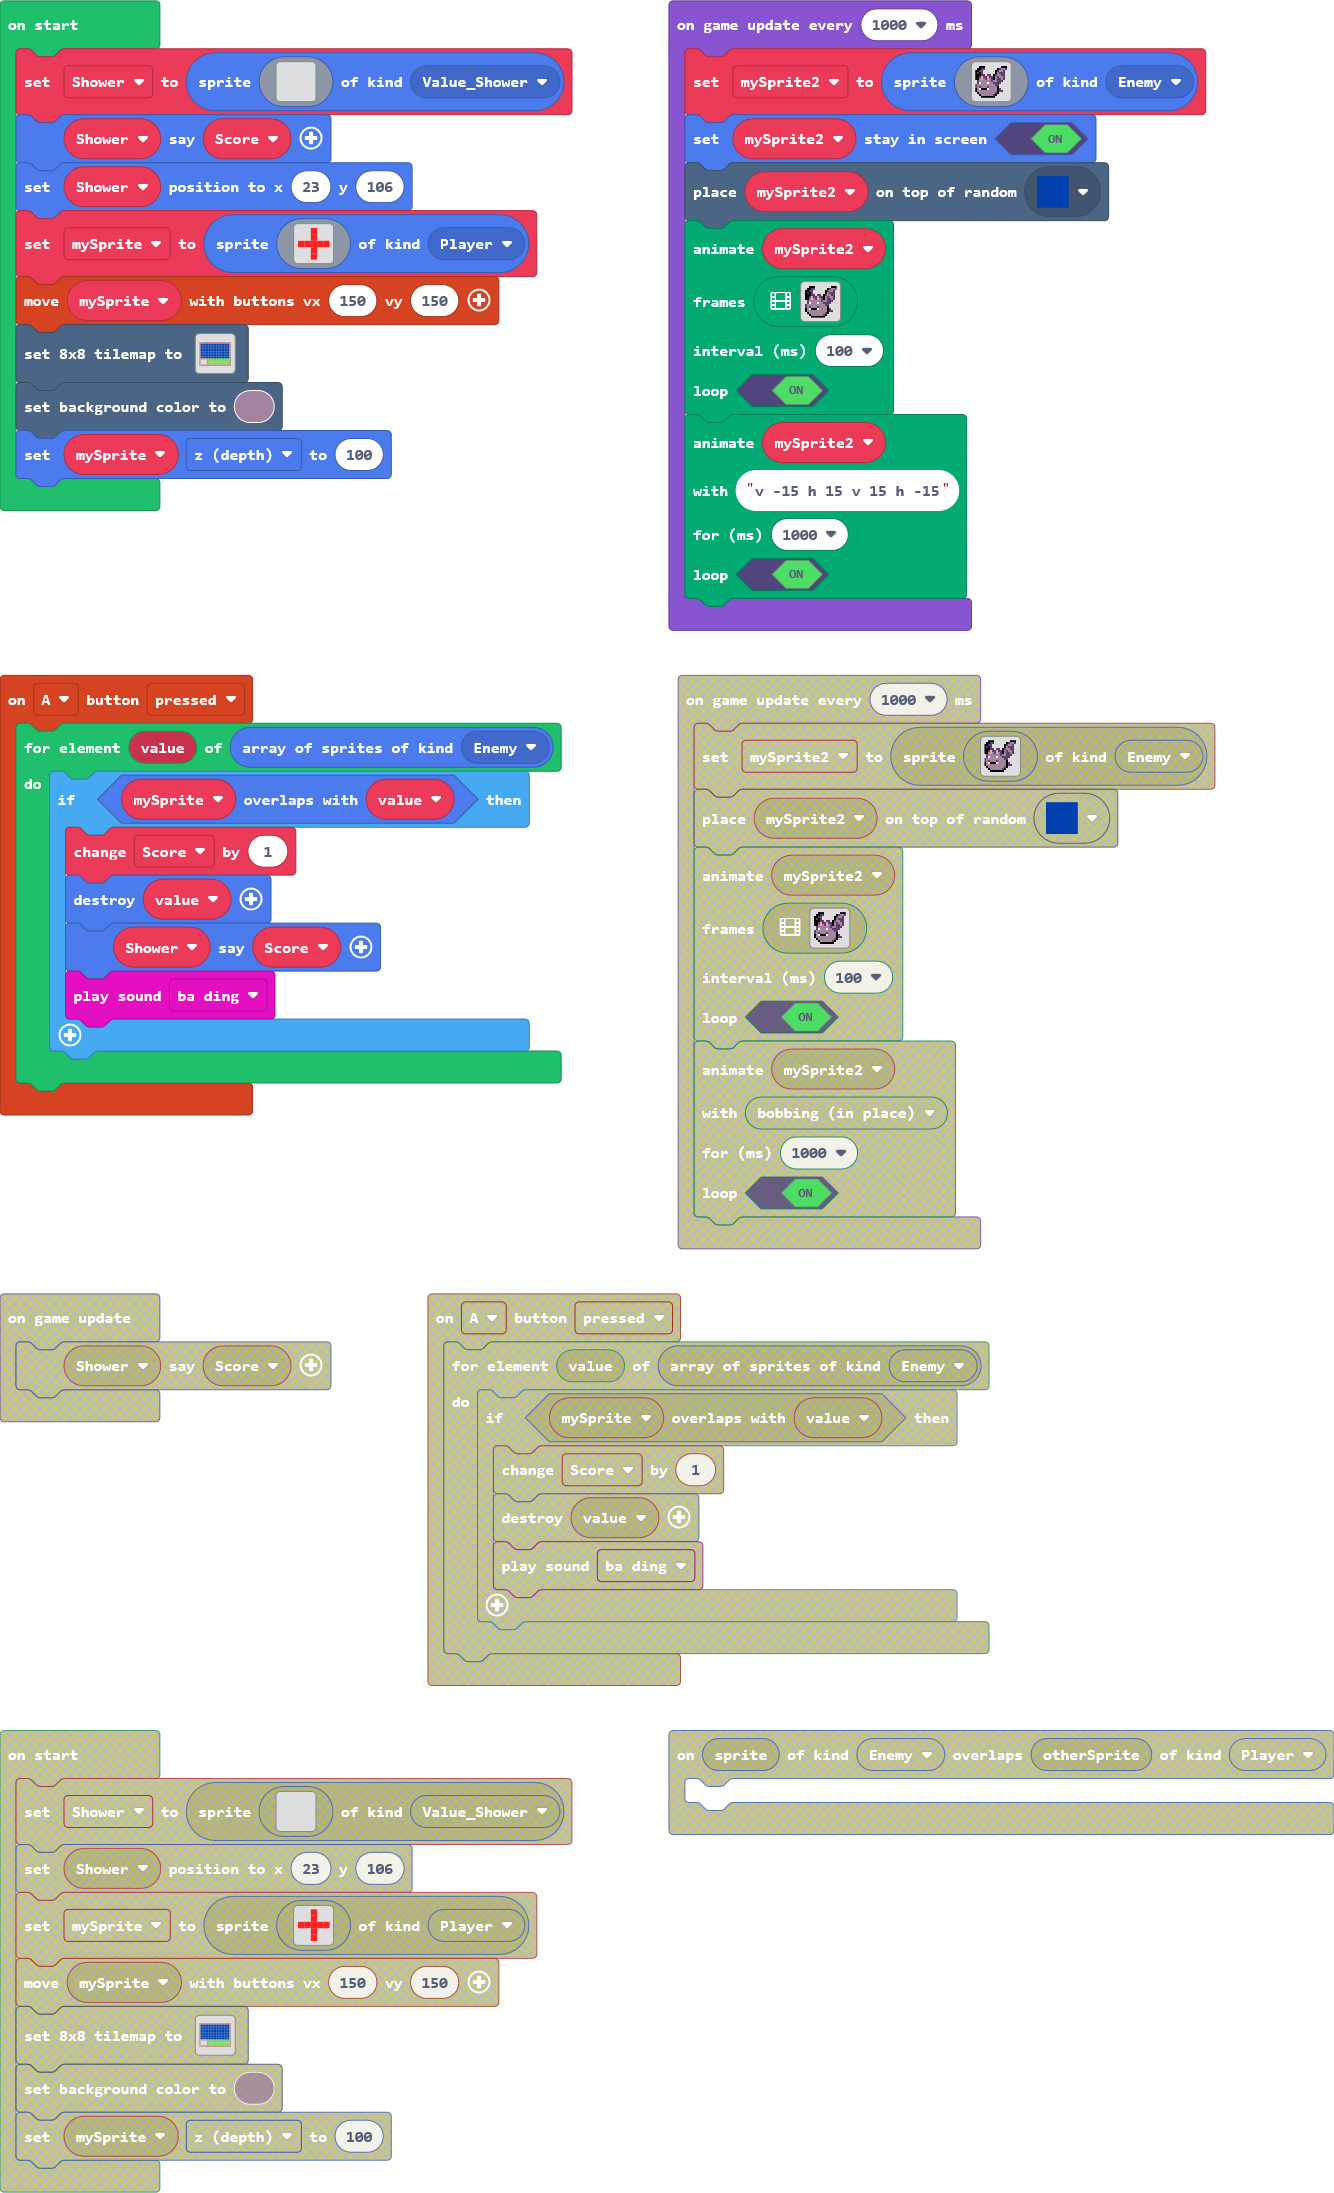 on start
set Shower to sprite of kind Value_Shower
Shower say Score
set Shower position to x 23 y 106
set mySprite to sprite of kind Player
move mySprite with buttons vx 150 vy 150
set 8x8 tilemap to
set background color to
set mySprite z (depth) to 100
on game update every 1000 ms
set mySprite2 to sprite of kind Enemy
set mySprite2 stay in screen ON
place mySprite2 on top of random
animate mySprite2
frames
interval (ms) 100
loop ON
animate mySprite2
with "v -15 h 15 v 15 h -15"
for (ms) 1000
loop ON
on A button pressed
for element value of array of sprites of kind Enemy
do
if mySprite overlaps with value then
change Score by 1
destroy value
Shower say Score
play sound ba ding
on game update every 1000 ms
set mySprite2 to sprite of kind Enemy
place mySprite2 on top of random
animate mySprite2
frames
interval (ms) 100
loop ON
animate mySprite2
with bobbing (in place)
for (ms) 1000
loop ON
on game update
Shower say Score
on A button pressed
for element value of array of sprites of kind Enemy
do
if mySprite overlaps with value then
change Score by 1
destroy value
play sound ba ding
on start
set Shower to sprite of kind Value_Shower
set Shower position to x 23 y 106
set mySprite to sprite of kind Player
move mySprite with buttons vx 150 vy 150
set 8x8 tilemap to
set background color to
set mySprite z (depth) to 100
on sprite of kind Enemy overlaps otherSprite of kind Player